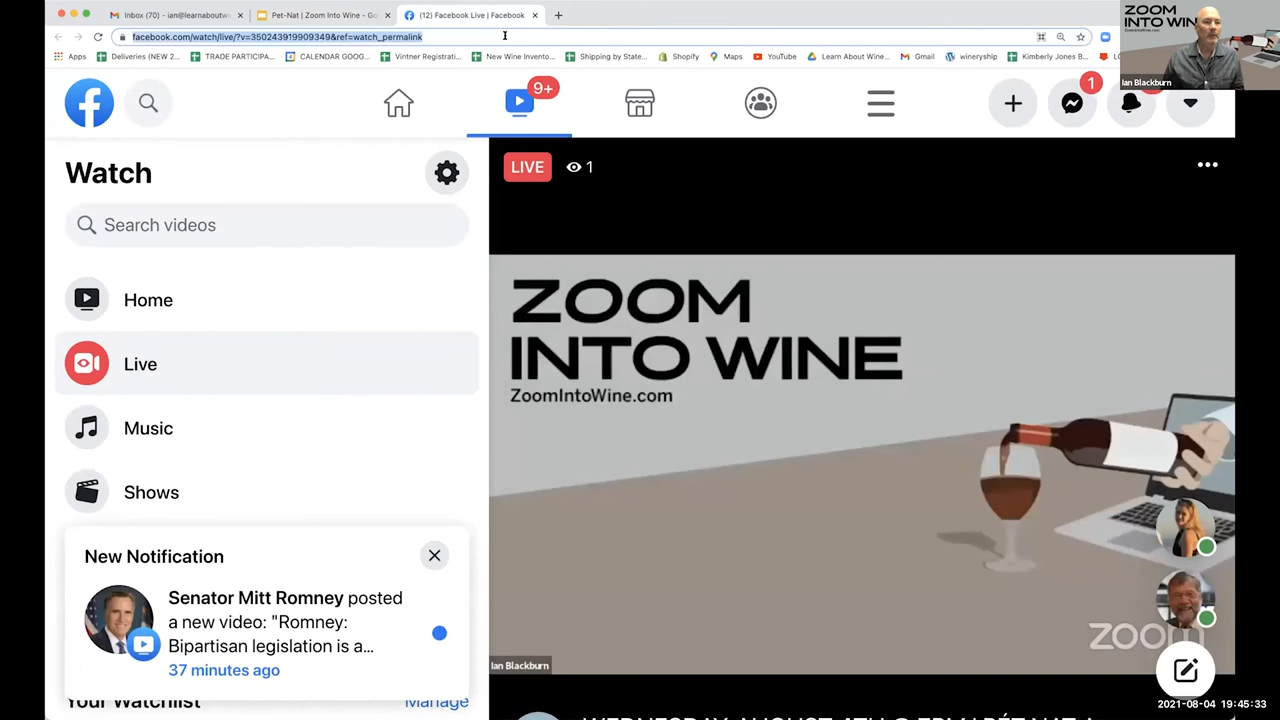 Inbox (70) - ian@learnaboutw
Pet-Nat | Zoom Into Wine - Go
(12) Facebook Live | Facebook
facebook.com/watch/live/?v=350243919909349&ref=watch_permalink
Apps
Deliveries (NEW 2...
TRADE PARTICIPA...
CALENDAR GOOG...
Vintner Registrati...
New Wine Invento...
Shipping by State...
Shopify
Maps
YouTube
Learn About Wine...
Gmail
wineryship
Kimberly Jones B...
ZOOM
INTO WIN
ZoomIntoWine.com
Ian Blackburn
9+
1
Watch
Search videos
Home
Live
Music
Shows
New Notification
Senator Mitt Romney posted
a new video: "Romney:
Bipartisan legislation is a...
37 minutes ago
Your Watchlist
Manage
LIVE
1
ZOOM
INTO WINE
ZoomIntoWine.com
zoom
Ian Blackburn
2021-08-04 19:45:33